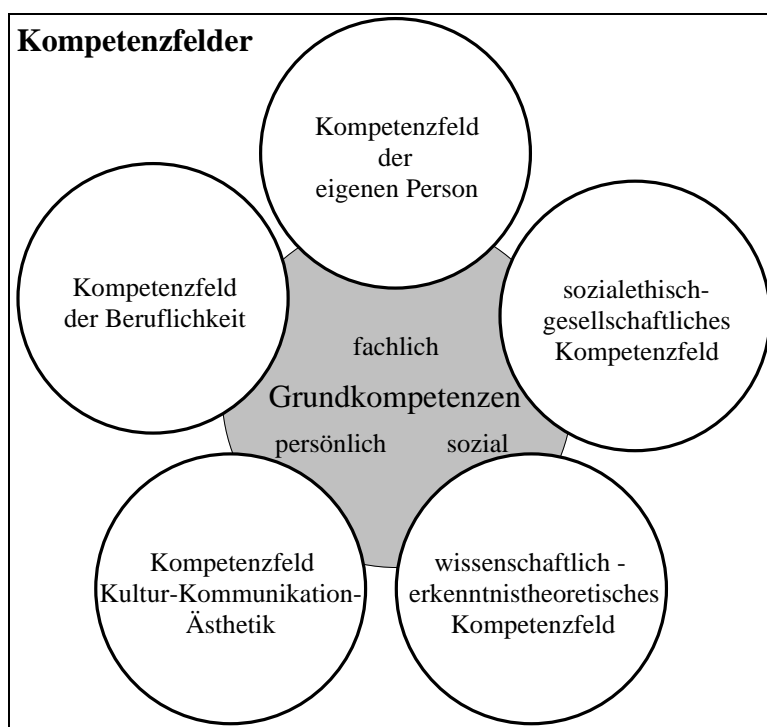 Kompetenzfelder
Kompetenzfeld
der
eigenen Person
Kompetenzfeld
der Beruflichkeit
sozialethisch-
gesellschaftliches
Kompetenzfeld
fachlich
Grundkompetenzen
persönlich sozial
Kompetenzfeld
Kultur-Kommunikation-
Ästhetik
wissenschaftlich -
erkenntnistheoretisches
Kompetenzfeld